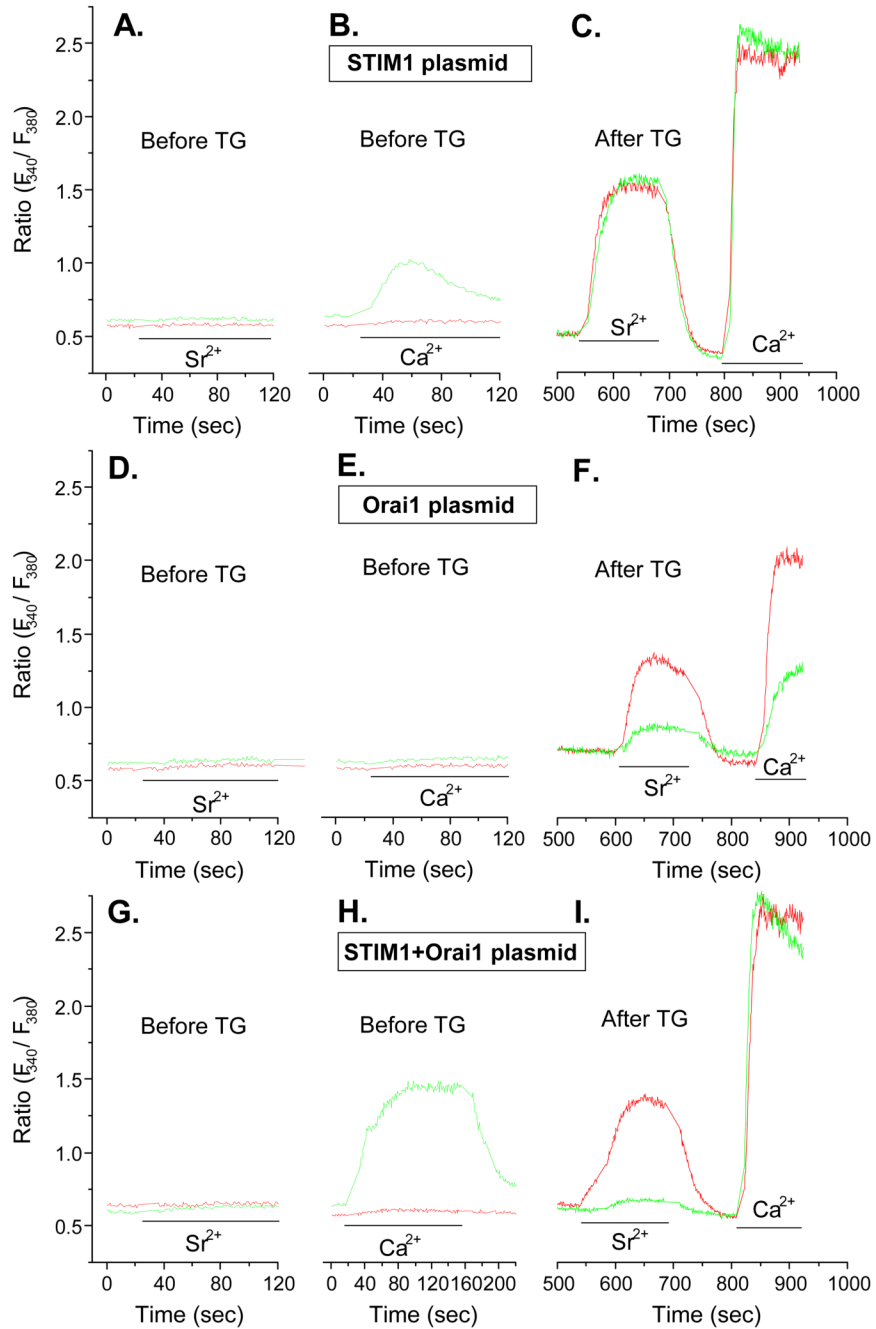 A.
B.
C.
STIM1 plasmid
Before TG
Before TG
After TG
Ratio (F340/ F380)
2.5
2.0
1.5
1.0
0.5
Sr2+
Ca2+
Sr2+
Ca2+
0 40 80 120
0 40 80 120
500 600 700 800 900 1000
Time (sec)
Time (sec)
Time (sec)
D.
E.
F.
Orai1 plasmid
Before TG
Before TG
After TG
Ratio (F340/ F380)
2.5
2.0
1.5
1.0
0.5
Sr2+
Ca2+
Sr2+
Ca2+
0 40 80 120
0 40 80 120
500 600 700 800 900 1000
Time (sec)
Time (sec)
Time (sec)
G.
H.
I.
STIM1+Orai1 plasmid
Before TG
Before TG
After TG
Ratio (F340/ F380)
2.5
2.0
1.5
1.0
0.5
Sr2+
Ca2+
Sr2+
Ca2+
0 40 80 120
0 40 80 120 160 200
500 600 700 800 900 1000
Time (sec)
Time (sec)
Time (sec)